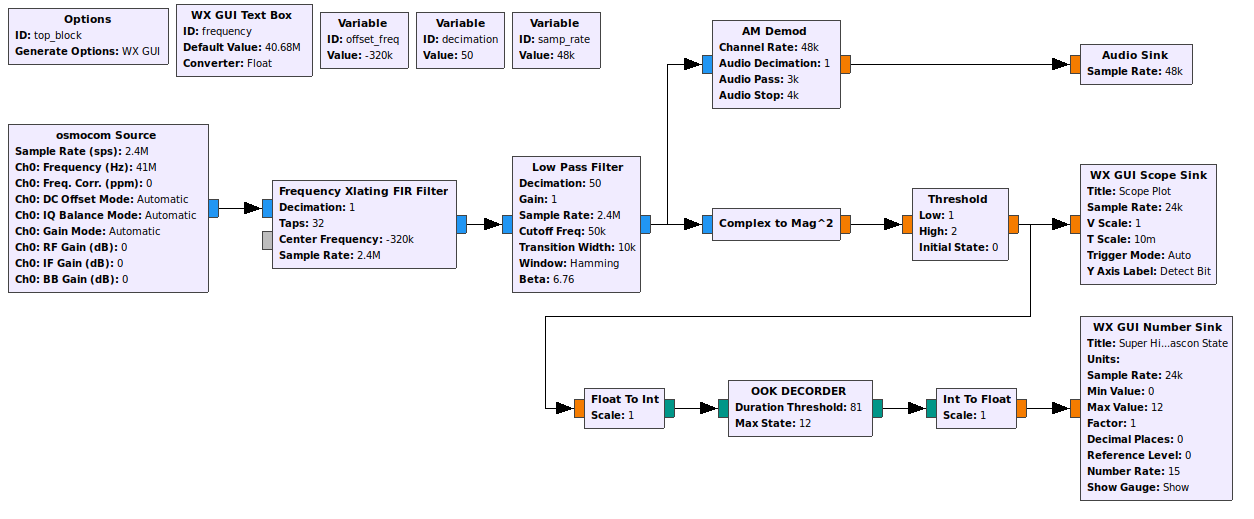 Options
ID: top_block
Generate Options: WX GUI
WX GUI Text Box
ID: frequency
Default Value: 40.68M
Converter: Float
Variable
ID: offset_freq
Value: -320k
Variable
ID: decimation
Value: 50
Variable
ID: samp_rate
Value: 48k
AM Demod
Channel Rate: 48k
Audio Decimation: 1
Audio Pass: 3k
Audio Stop: 4k
Audio Sink
Sample Rate: 48k
osmocom Source
Sample Rate (sps): 2.4M
Ch0: Frequency (Hz): 41M
Ch0: Freq. Corr. (ppm): 0
Ch0: DC Offset Mode: Automatic
Ch0: IQ Balance Mode: Automatic
Ch0: Gain Mode: Automatic
Ch0: RF Gain (dB): 0
Ch0: IF Gain (dB): 0
Ch0: BB Gain (dB): 0
Frequency Xlating FIR Filter
Decimation: 1
Taps: 32
Center Frequency: -320k
Sample Rate: 2.4M
Low Pass Filter
Decimation: 50
Gain: 1
Sample Rate: 2.4M
Cutoff Freq: 50k
Transition Width: 10k
Window: Hamming
Beta: 6.76
Complex to Mag^2
Threshold
Low: 1
High: 2
Initial State: 0
WX GUI Scope Sink
Title: Scope Plot
Sample Rate: 24k
V Scale: 1
T Scale: 10m
Trigger Mode: Auto
Y Axis Label: Detect Bit
Float To Int
Scale: 1
OOK DECORDER
Duration Threshold: 81
Max State: 12
Int To Float
Scale: 1
WX GUI Number Sink
Title: Super Hi...ascon State
Units:
Sample Rate: 24k
Min Value: 0
Max Value: 12
Factor: 1
Decimal Places: 0
Reference Level: 0
Number Rate: 15
Show Gauge: Show